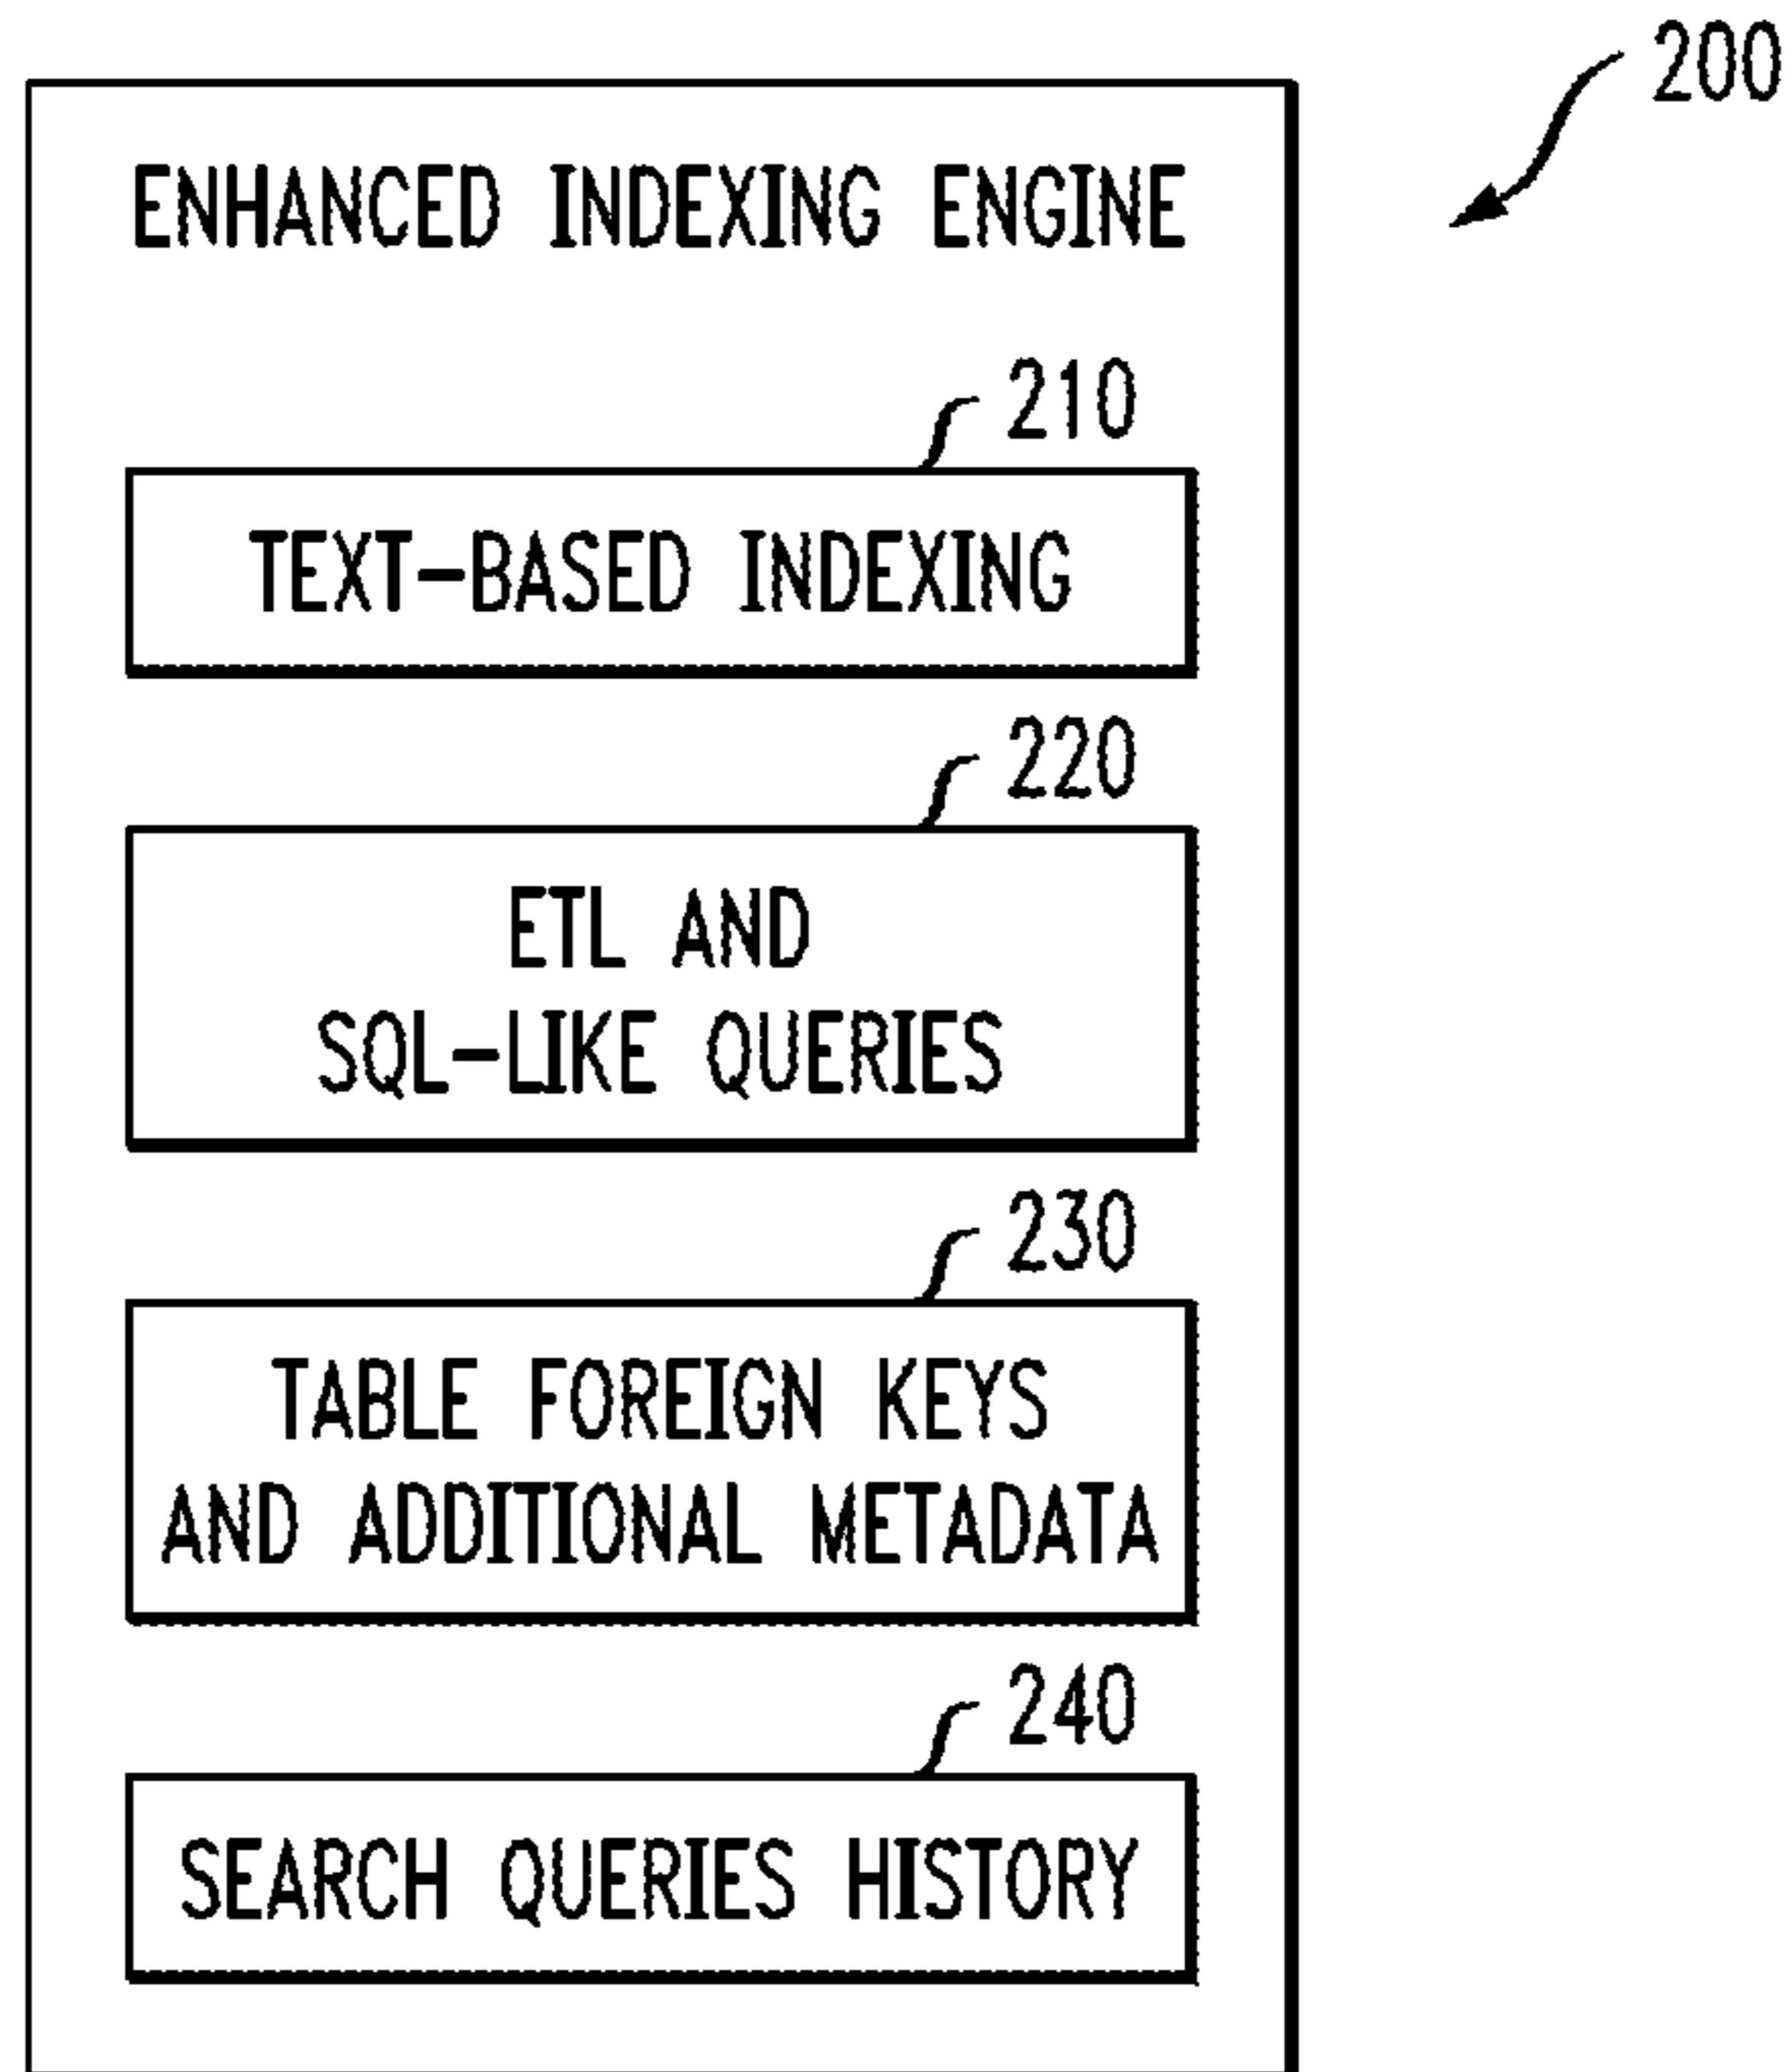 200
ENHANCED INDEXING ENGINE
210
TEXT-BASED INDEXING
220
ETL AND
SQL-LIKE QUERIES
230
TABLE FOREIGN KEYS
AND ADDITIONAL METADATA
240
SEARCH QUERIES HISTORY